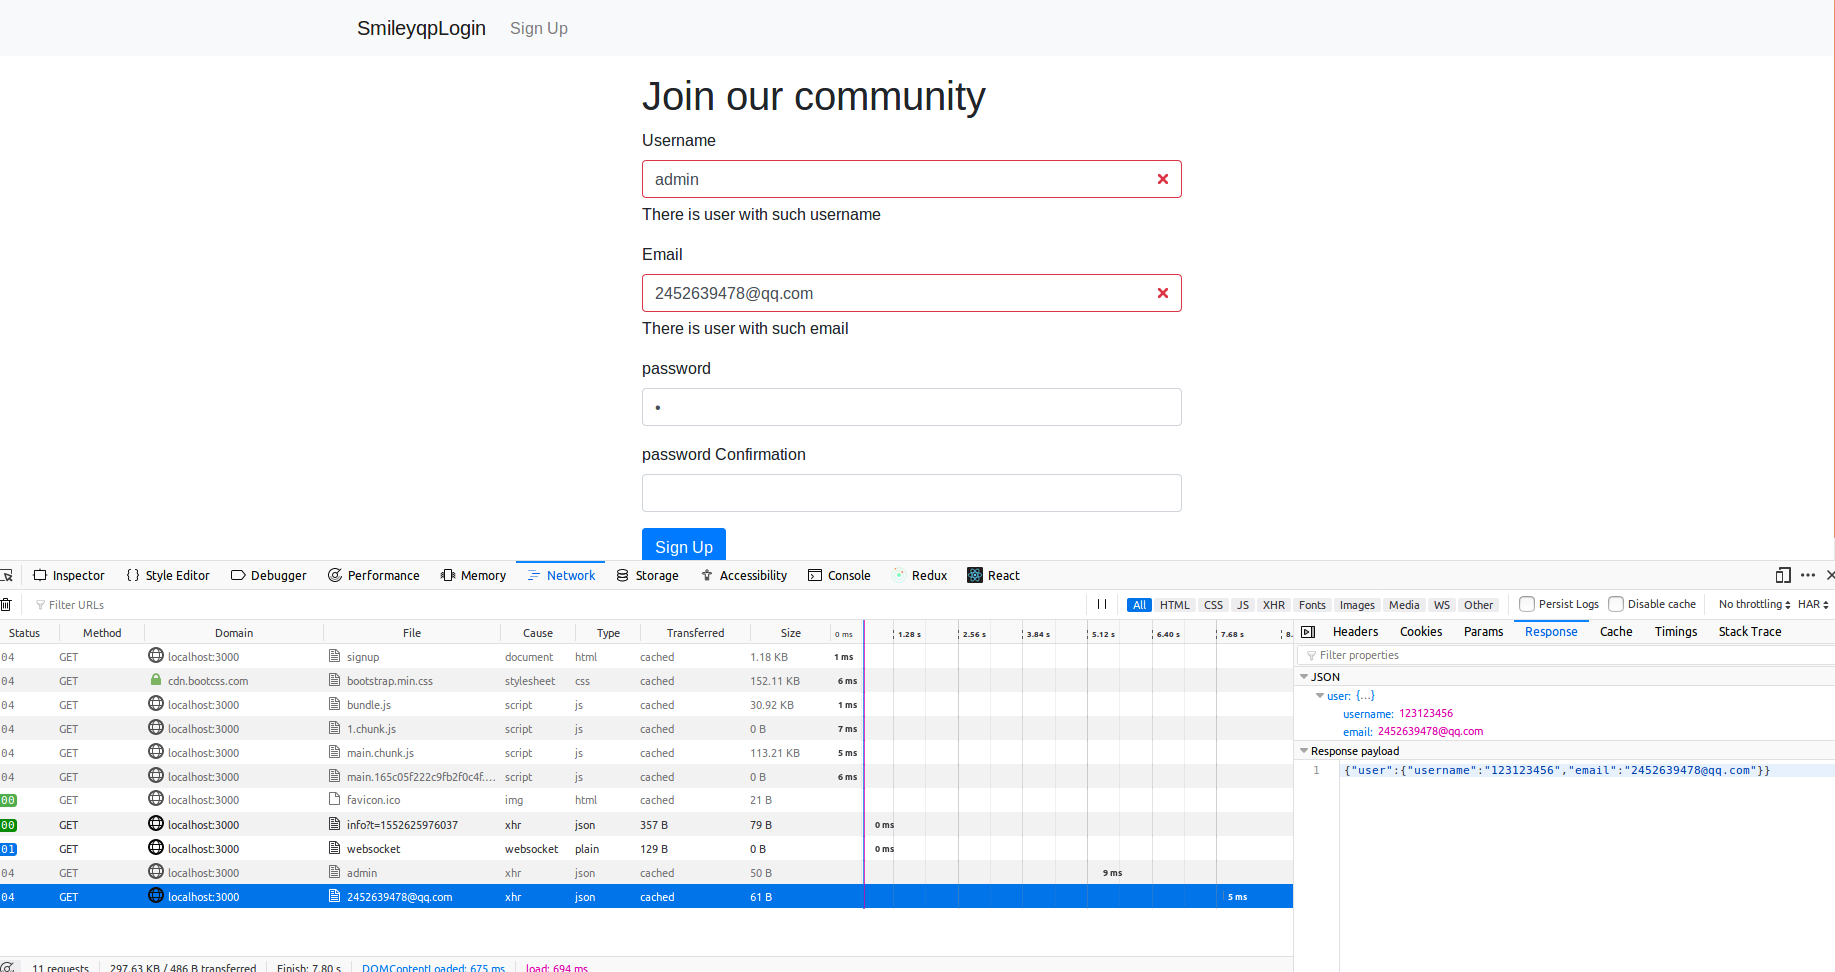 SmileyqpLogin Sign Up
Join our community
Username
admin
There is user with such username
Email
2452639478@qq.com
There is user with such email
password
password Confirmation
Sign Up
Inspector Style Editor Debugger Performance Memory Network Storage Accessibility Console Redux React
Filter URLs All HTML CSS JS XHR Fonts Images Media WS Other Persist Logs Disable cache No throttling HAR
Status Method Domain File Cause Type Transferred Size 0 ms 1.28 s 2.56 s 3.84 s 5.12 s 6.40 s 7.68 s 8.
04 GET localhost:3000 signup document html cached 1.18 KB 1 ms
04 GET cdn.bootcss.com bootstrap.min.css stylesheet css cached 152.11 KB 6 ms
04 GET localhost:3000 bundle.js script js cached 30.92 KB 1 ms
04 GET localhost:3000 1.chunk.js script js cached 0 B 7 ms
04 GET localhost:3000 main.chunk.js script js cached 113.21 KB 5 ms
04 GET localhost:3000 main.165c05f222c9fb2f0c4f.... script js cached 0 B 6 ms
00 GET localhost:3000 favicon.ico img html cached 21 B
00 GET localhost:3000 info?t=1552625976037 xhr json 357 B 79 B 0 ms
01 GET localhost:3000 websocket websocket plain 129 B 0 B 0 ms
04 GET localhost:3000 admin xhr json cached 50 B 9 ms
04 GET localhost:3000 2452639478@qq.com xhr json cached 61 B 5 ms
11 requests 297.63 KB / 486 B transferred Finish: 7.80 s DOMContentLoaded: 675 ms load: 694 ms
Headers Cookies Params Response Cache Timings Stack Trace
Filter properties
JSON
user: {...}
username: 123123456
email: 2452639478@qq.com
Response payload
1 {"user":{"username":"123123456","email":"2452639478@qq.com"}}